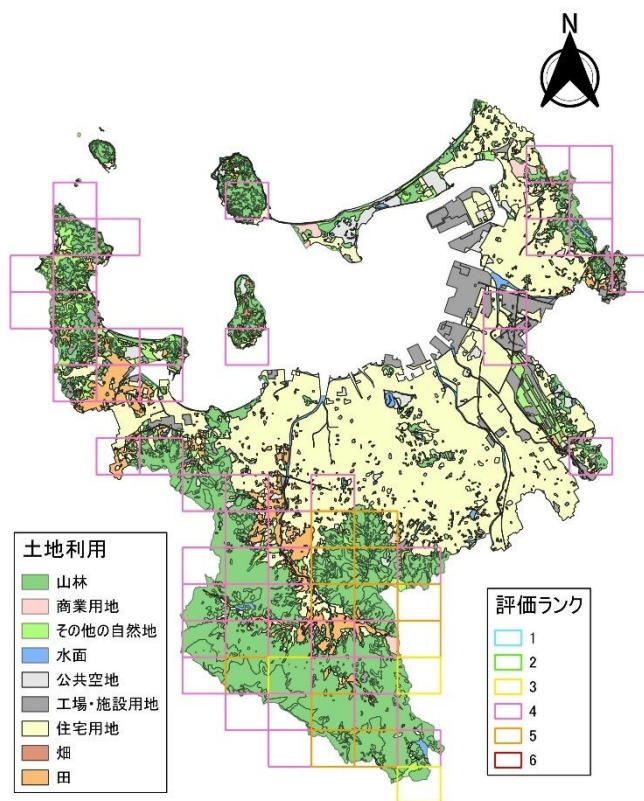 N
土地利用
山林
商業用地
その他の自然地
水面
公共空地
工場・施設用地
住宅用地
畑
田
評価ランク
1
2
3
4
5
6